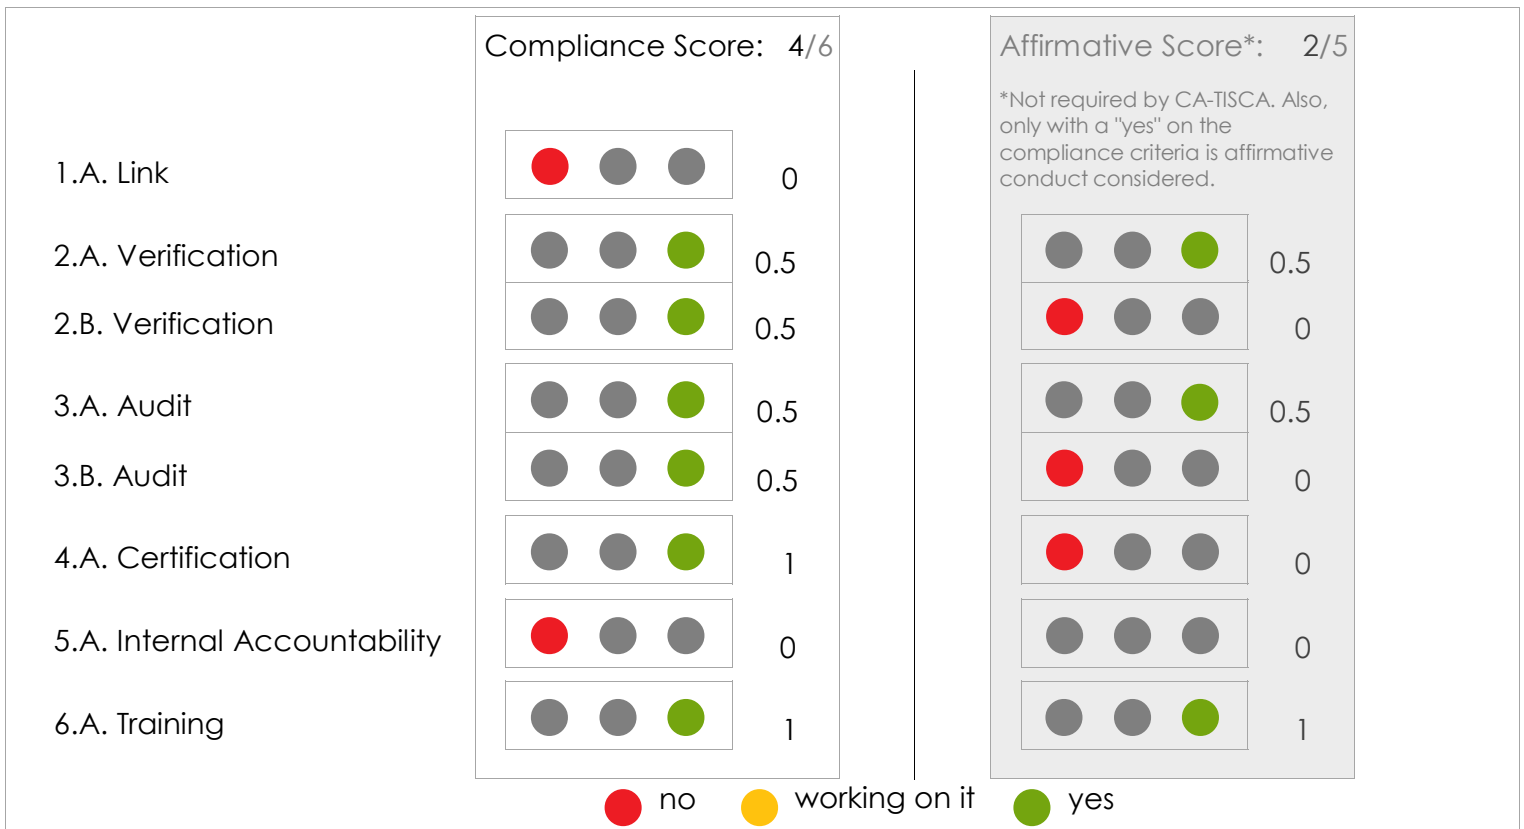 Compliance Score: 4/6
Affirmative Score*: 2/5
*Not required by CA-TISCA. Also,
only with a "yes" on the
compliance criteria is affirmative
conduct considered.
1.A. Link 0
2.A. Verification 0.5 0.5
2.B. Verification 0.5 0
3.A. Audit 0.5 0.5
3.B. Audit 0.5 0
4.A. Certification 1 0
5.A. Internal Accountability 0 0
6.A. Training 1 1
no working on it yes